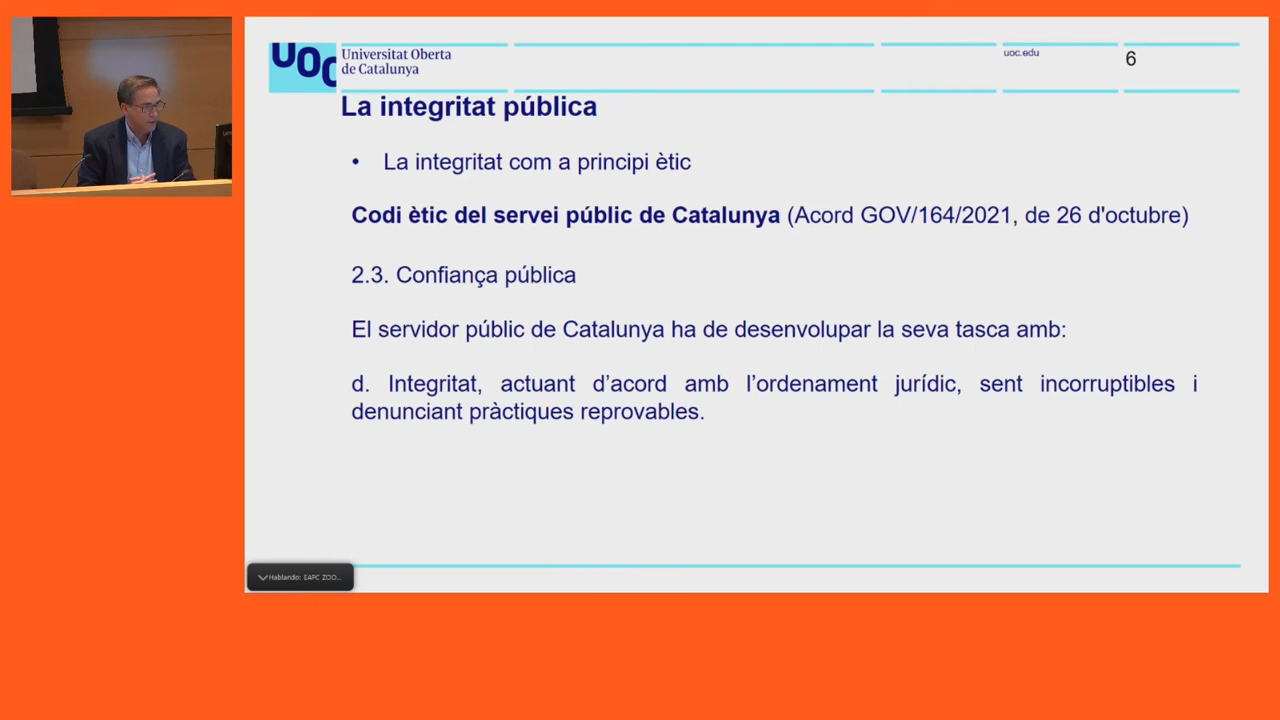 UOC
Universitat Oberta
de Catalunya
uoc.edu
6
La integritat pública
• La integritat com a principi ètic
Codi ètic del servei públic de Catalunya (Acord GOV/164/2021, de 26 d'octubre)
2.3. Confiança pública
El servidor públic de Catalunya ha de desenvolupar la seva tasca amb:
d. Integritat, actuant d’acord amb l’ordenament jurídic, sent incorruptibles i
denunciant pràctiques reprovables.
Hablando: EAPC ZOO...